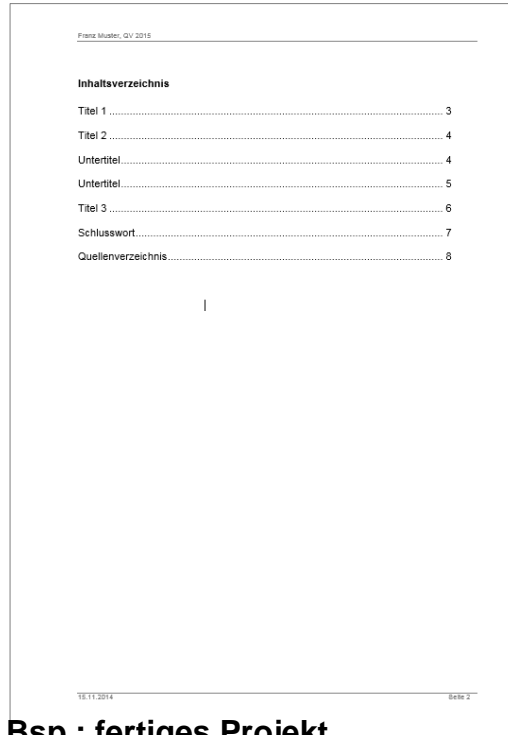 Franz Muster, QV 2015
Inhaltsverzeichnis
Titel 1 ........ 3
Titel 2 ........ 4
Untertitel ........ 4
Untertitel ........ 5
Titel 3 ........ 6
Schlusswort ........ 7
Quellenverzeichnis ........ 8
15.11.2014 Seite 2
Bsp.: fertiges Projekt